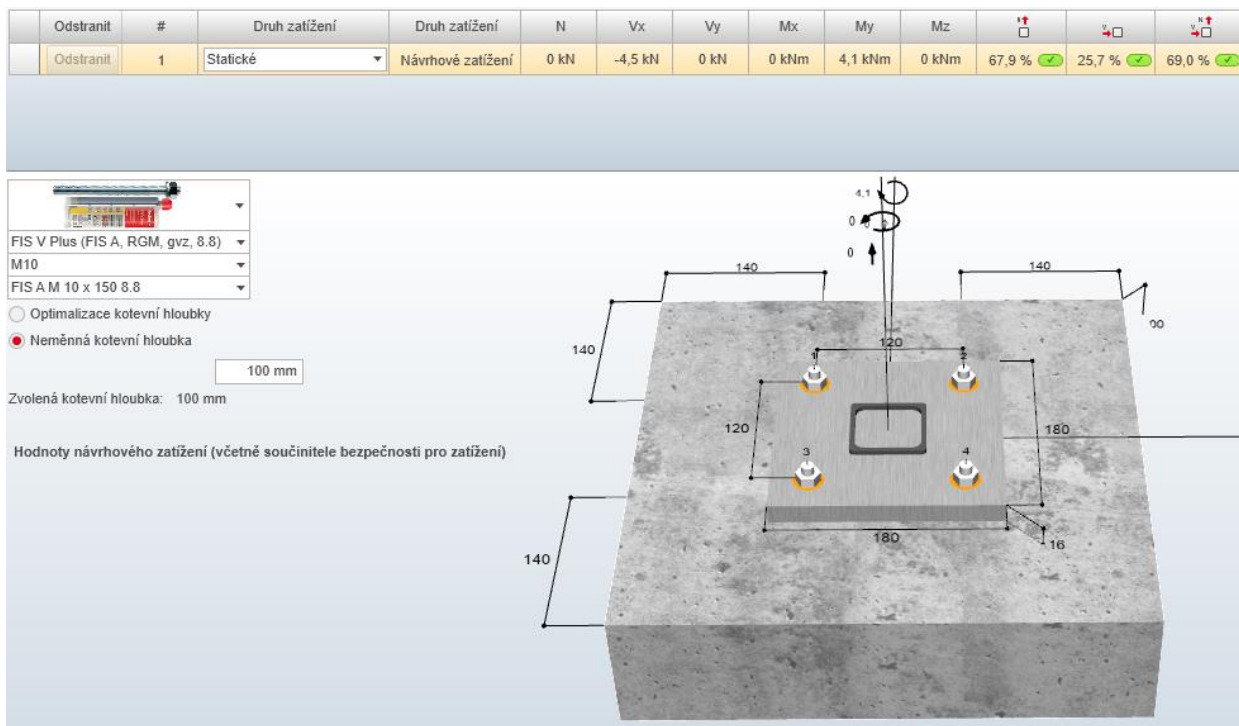 Odstranit # Druh zatížení Druh zatížení N Vx Vy Mx My Mz N V N V
Odstranit 1 Statické Návrhové zatížení 0 kN -4,5 kN 0 kN 0 kNm 4,1 kNm 0 kNm 67,9 % 25,7 % 69,0 %
FIS V Plus (FIS A, RGM, gvz, 8.8)
M10
FIS A M 10 x 150 8.8
Optimalizace kotevní hloubky
Neměnná kotevní hloubka
100 mm
Zvolená kotevní hloubka: 100 mm
Hodnoty návrhového zatížení (včetně součinitele bezpečnosti pro zatížení)
4,1
0
0
140 140
140
120
1 2
120 180
3 4
180 16
140